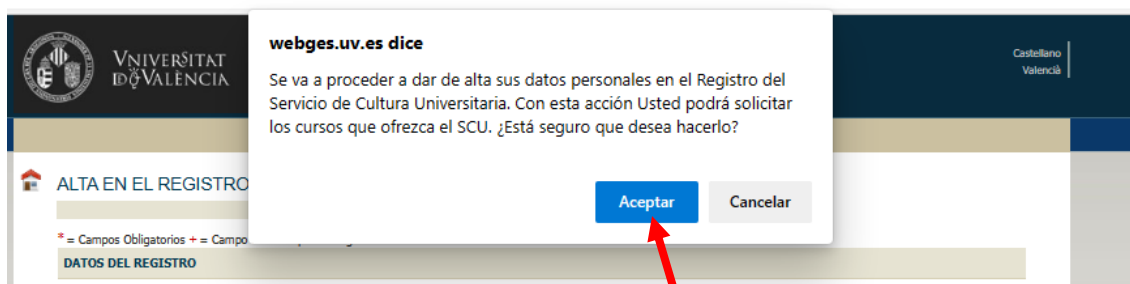 webges.uv.es dice
Se va a proceder a dar de alta sus datos personales en el Registro del
Servicio de Cultura Universitaria. Con esta acción Usted podrá solicitar
los cursos que ofrezca el SCU. ¿Está seguro que desea hacerlo?
Aceptar
Cancelar
VNIVERSITAT
ID VALÈNCIA
Castellano
Valencià
ALTA EN EL REGISTRO
* = Campos Obligatorios + = Campo
DATOS DEL REGISTRO